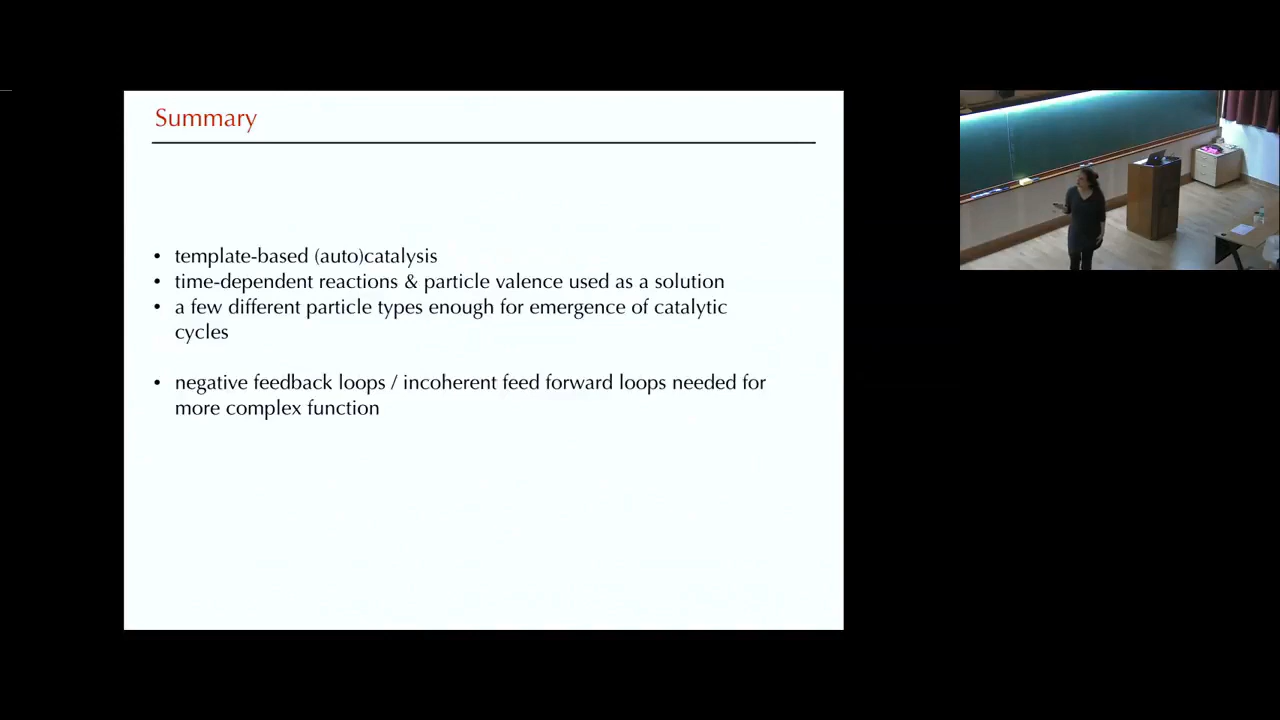 Summary
• template-based (auto)catalysis
• time-dependent reactions & particle valence used as a solution
• a few different particle types enough for emergence of catalytic
cycles
• negative feedback loops / incoherent feed forward loops needed for
more complex function